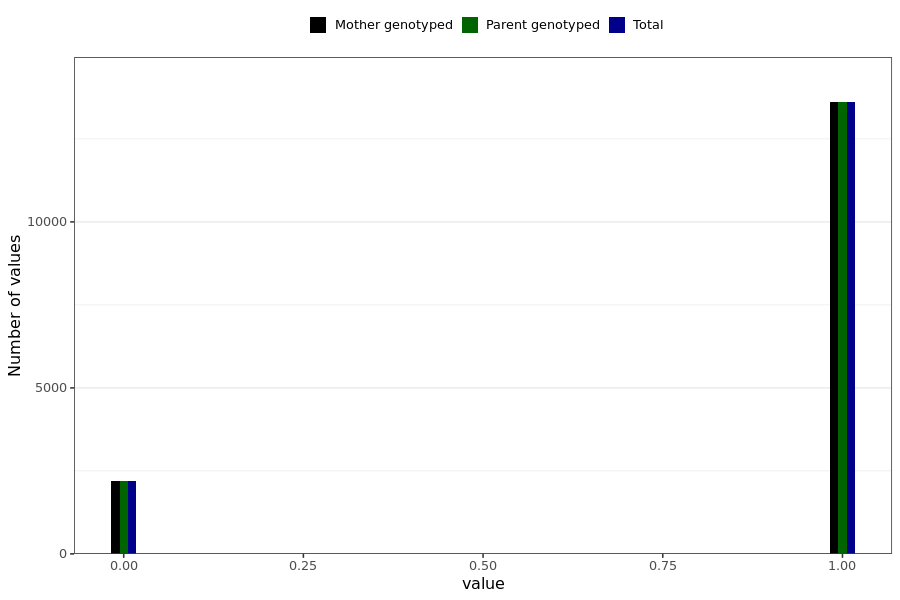 Mother genotyped Parent genotyped Total
Number of values
10000
5000
0
0.00 0.25 0.50 0.75 1.00
value